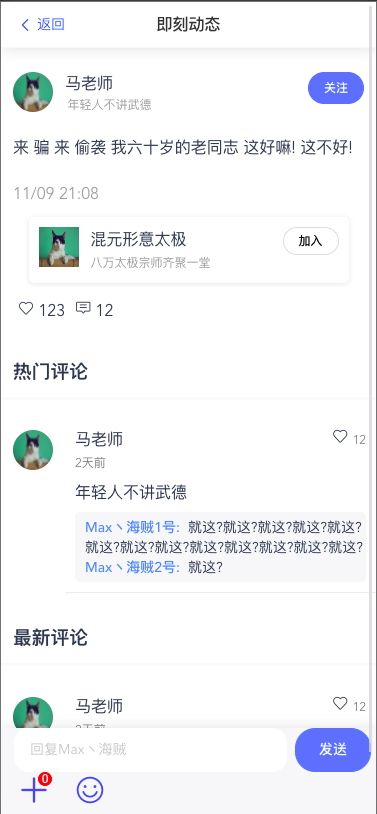 返回
即刻动态
马老师
年轻人不讲武德
关注
来 骗 来 偷袭 我六十岁的老同志 这好嘛! 这不好!
11/09 21:08
混元形意太极
八万太极宗师齐聚一堂
加入
123
12
热门评论
马老师
12
2天前
年轻人不讲武德
Max丶海贼1号: 就这?就这?就这?就这?就这?
就这?就这?就这?就这?就这?就这?就这?就这?
Max丶海贼2号: 就这?
最新评论
马老师
12
2天前
回复Max丶海贼
发送
0